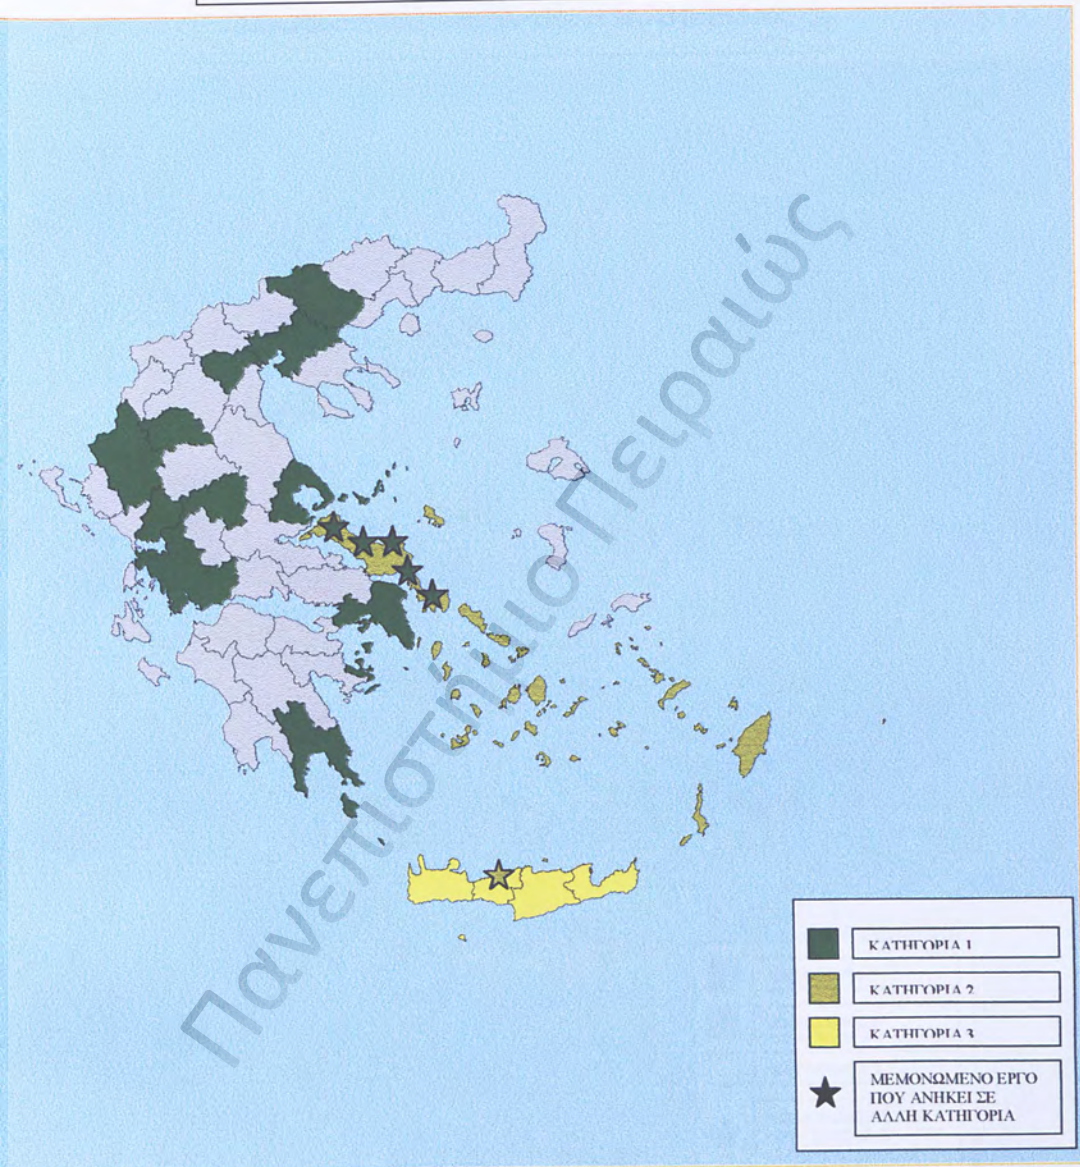 Πανεπιστήμιο Πειραιώς
ΚΑΤΗΓΟΡΙΑ 1
ΚΑΤΗΓΟΡΙΑ 2
ΚΑΤΗΓΟΡΙΑ 3
ΜΕΜΟΝΩΜΕΝΟ ΕΡΓΟ
ΠΟΥ ΑΝΗΚΕΙ ΣΕ
ΑΛΛΗ ΚΑΤΗΓΟΡΙΑ